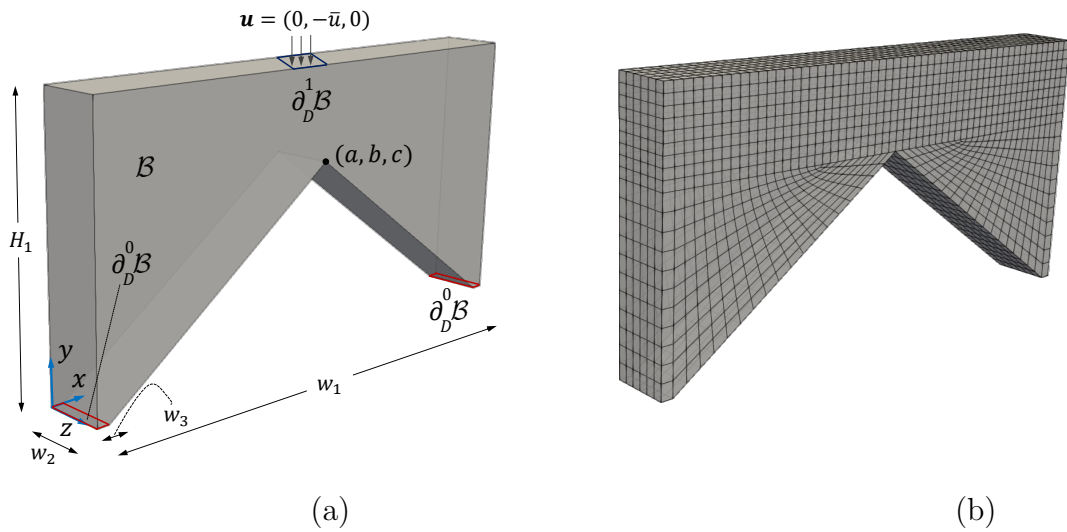 𝒖 = (0, −ū, 0)
∂¹_D ℬ
ℬ
(a, b, c)
H₁
∂⁰_D ℬ
∂⁰_D ℬ
y
x
z
w₁
w₃
w₂
(a)
(b)